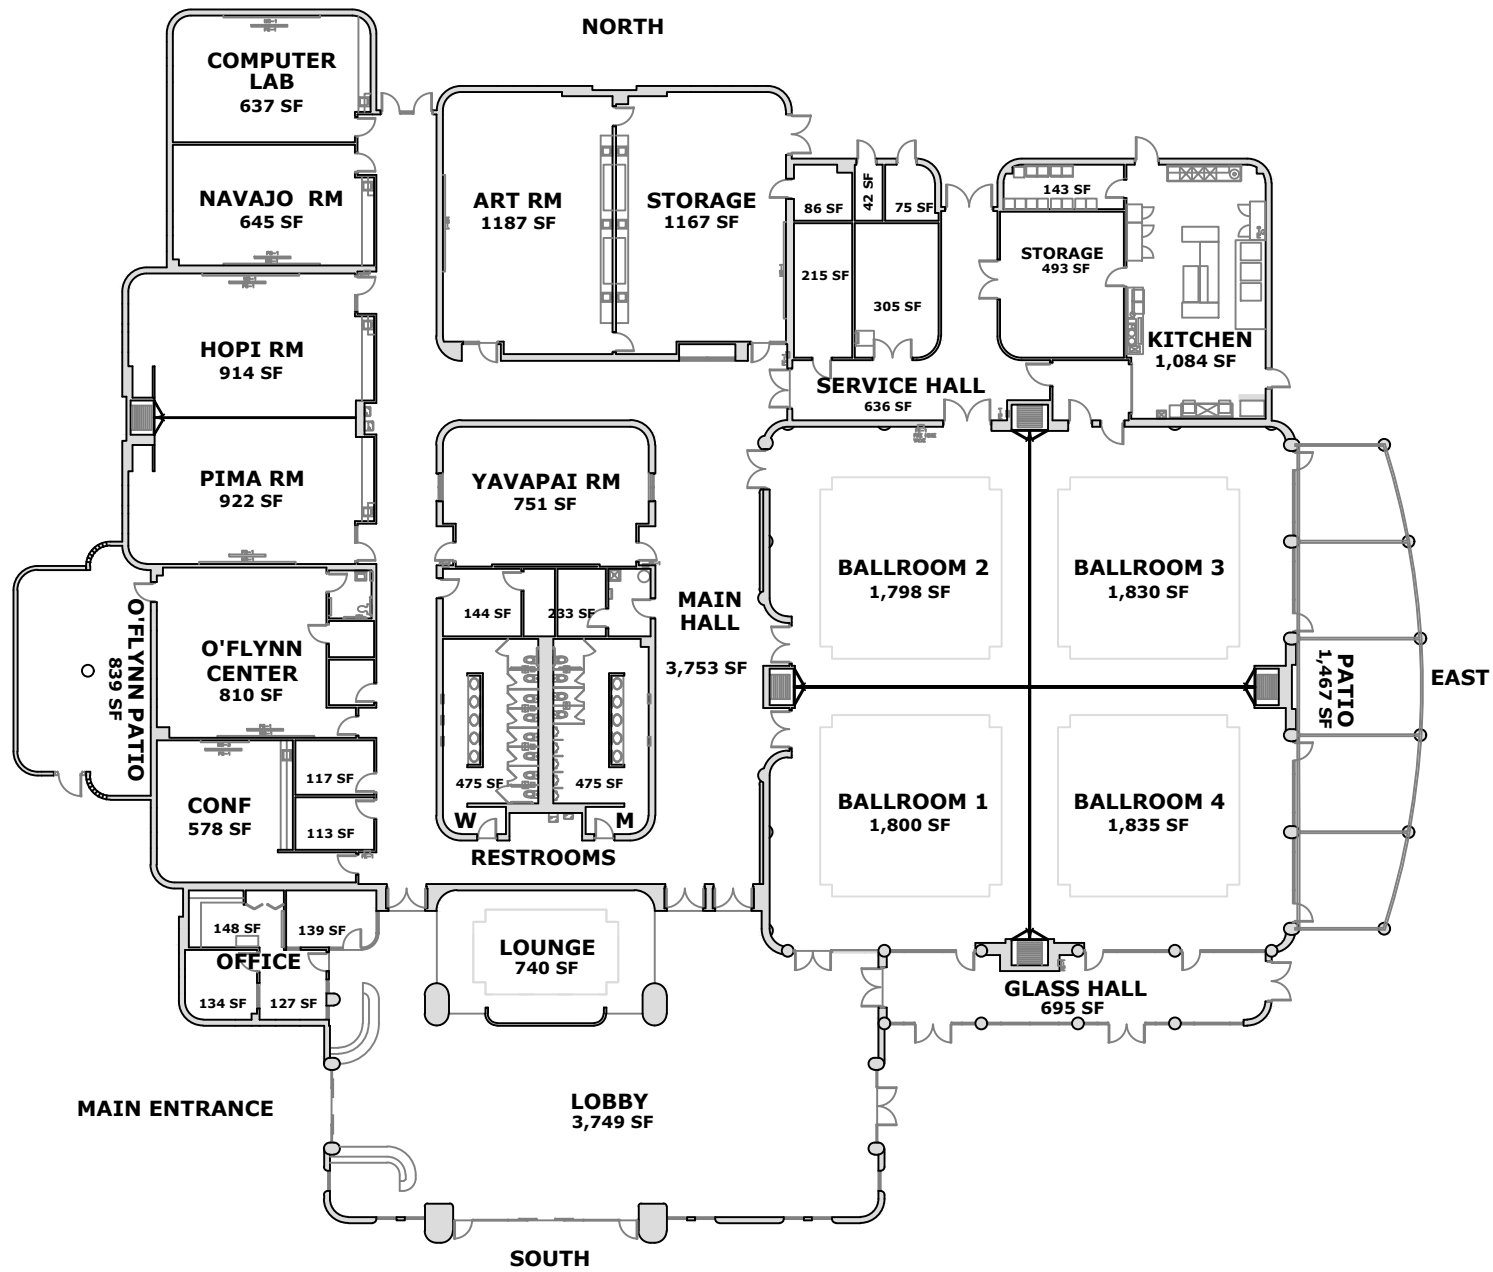 NORTH
COMPUTER
LAB
637 SF
NAVAJO RM
645 SF
ART RM
1187 SF
STORAGE
1167 SF
86 SF
42 SF
75 SF
143 SF
STORAGE
493 SF
215 SF
305 SF
KITCHEN
1,084 SF
HOPI RM
914 SF
SERVICE HALL
636 SF
PIMA RM
922 SF
YAVAPAI RM
751 SF
BALLROOM 2
1,798 SF
BALLROOM 3
1,830 SF
O'FLYNN PATIO
839 SF
O'FLYNN
CENTER
810 SF
144 SF
233 SF
MAIN
HALL
3,753 SF
PATIO
1,467 SF
EAST
117 SF
CONF
578 SF
113 SF
475 SF
475 SF
W
M
RESTROOMS
BALLROOM 1
1,800 SF
BALLROOM 4
1,835 SF
148 SF
139 SF
OFFICE
134 SF
127 SF
LOUNGE
740 SF
GLASS HALL
695 SF
MAIN ENTRANCE
LOBBY
3,749 SF
SOUTH